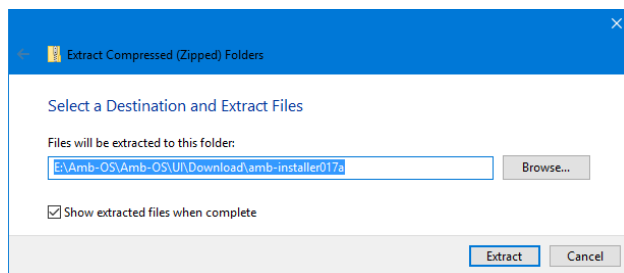 Extract Compressed (Zipped) Folders
Select a Destination and Extract Files
Files will be extracted to this folder:
E:\Amb-OS\Amb-OS\UI\Download\amb-installer017a
Browse...
Show extracted files when complete
Extract
Cancel